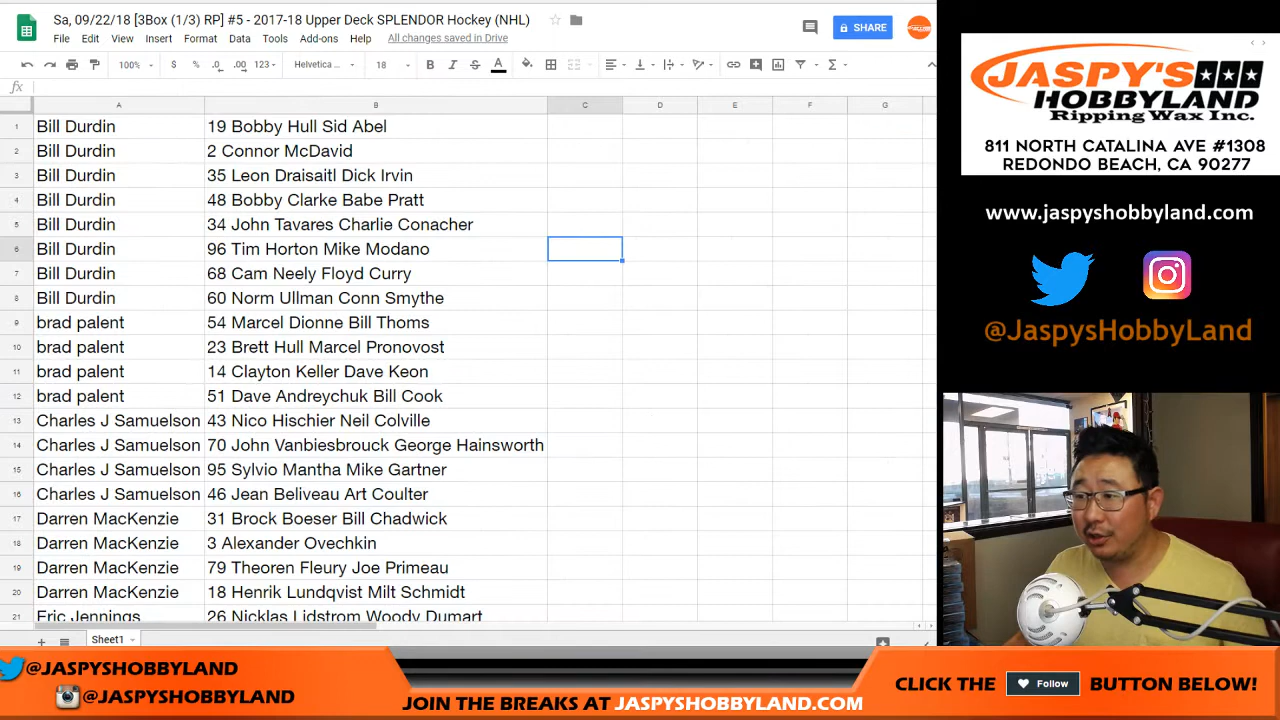 Sa, 09/22/18 [3Box (1/3) RP] #5 - 2017-18 Upper Deck SPLENDOR Hockey (NHL)
File Edit View Insert Format Data Tools Add-ons Help All changes saved in Drive
SHARE
100% $ % .0 .00 123 Helvetica ... 18 B I S A
fx
A B C D E F G
1 Bill Durdin 19 Bobby Hull Sid Abel
2 Bill Durdin 2 Connor McDavid
3 Bill Durdin 35 Leon Draisaitl Dick Irvin
4 Bill Durdin 48 Bobby Clarke Babe Pratt
5 Bill Durdin 34 John Tavares Charlie Conacher
6 Bill Durdin 96 Tim Horton Mike Modano
7 Bill Durdin 68 Cam Neely Floyd Curry
8 Bill Durdin 60 Norm Ullman Conn Smythe
9 brad palent 54 Marcel Dionne Bill Thoms
10 brad palent 23 Brett Hull Marcel Pronovost
11 brad palent 14 Clayton Keller Dave Keon
12 brad palent 51 Dave Andreychuk Bill Cook
13 Charles J Samuelson 43 Nico Hischier Neil Colville
14 Charles J Samuelson 70 John Vanbiesbrouck George Hainsworth
15 Charles J Samuelson 95 Sylvio Mantha Mike Gartner
16 Charles J Samuelson 46 Jean Beliveau Art Coulter
17 Darren MacKenzie 31 Brock Boeser Bill Chadwick
18 Darren MacKenzie 3 Alexander Ovechkin
19 Darren MacKenzie 79 Theoren Fleury Joe Primeau
20 Darren MacKenzie 18 Henrik Lundqvist Milt Schmidt
21 Eric Jennings 26 Nicklas Lidstrom Woody Dumart
Sheet1
JASPY'S
HOBBYLAND
Ripping Wax Inc.
811 NORTH CATALINA AVE #1308
REDONDO BEACH, CA 90277
www.jaspyshobbyland.com
@JaspysHobbyLand
@JASPYSHOBBYLAND
@JASPYSHOBBYLAND
JOIN THE BREAKS AT JASPYSHOBBYLAND.COM
CLICK THE Follow BUTTON BELOW!